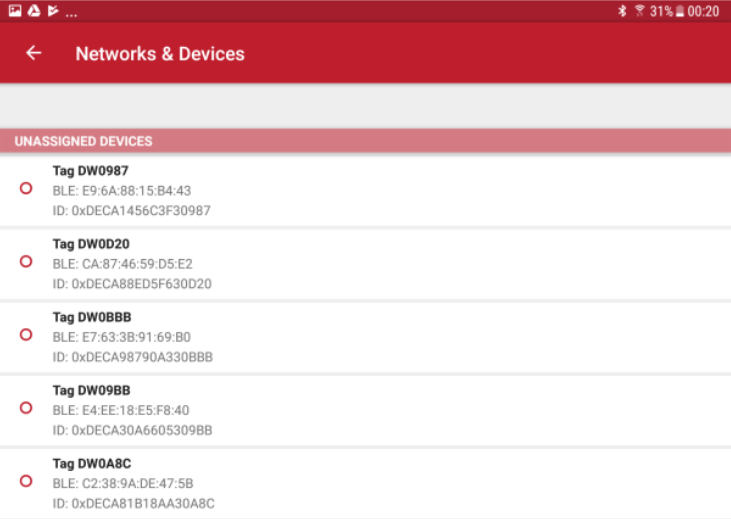 ... 31% 00:20
Networks & Devices
UNASSIGNED DEVICES
Tag DW0987
BLE: E9:6A:88:15:B4:43
ID: 0xDECA1456C3F30987
Tag DW0D20
BLE: CA:87:46:59:D5:E2
ID: 0xDECA88ED5F630D20
Tag DW0BBB
BLE: E7:63:3B:91:69:B0
ID: 0xDECA98790A330BBB
Tag DW09BB
BLE: E4:EE:18:E5:F8:40
ID: 0xDECA30A6605309BB
Tag DW0A8C
BLE: C2:38:9A:DE:47:5B
ID: 0xDECA81B18AA30A8C